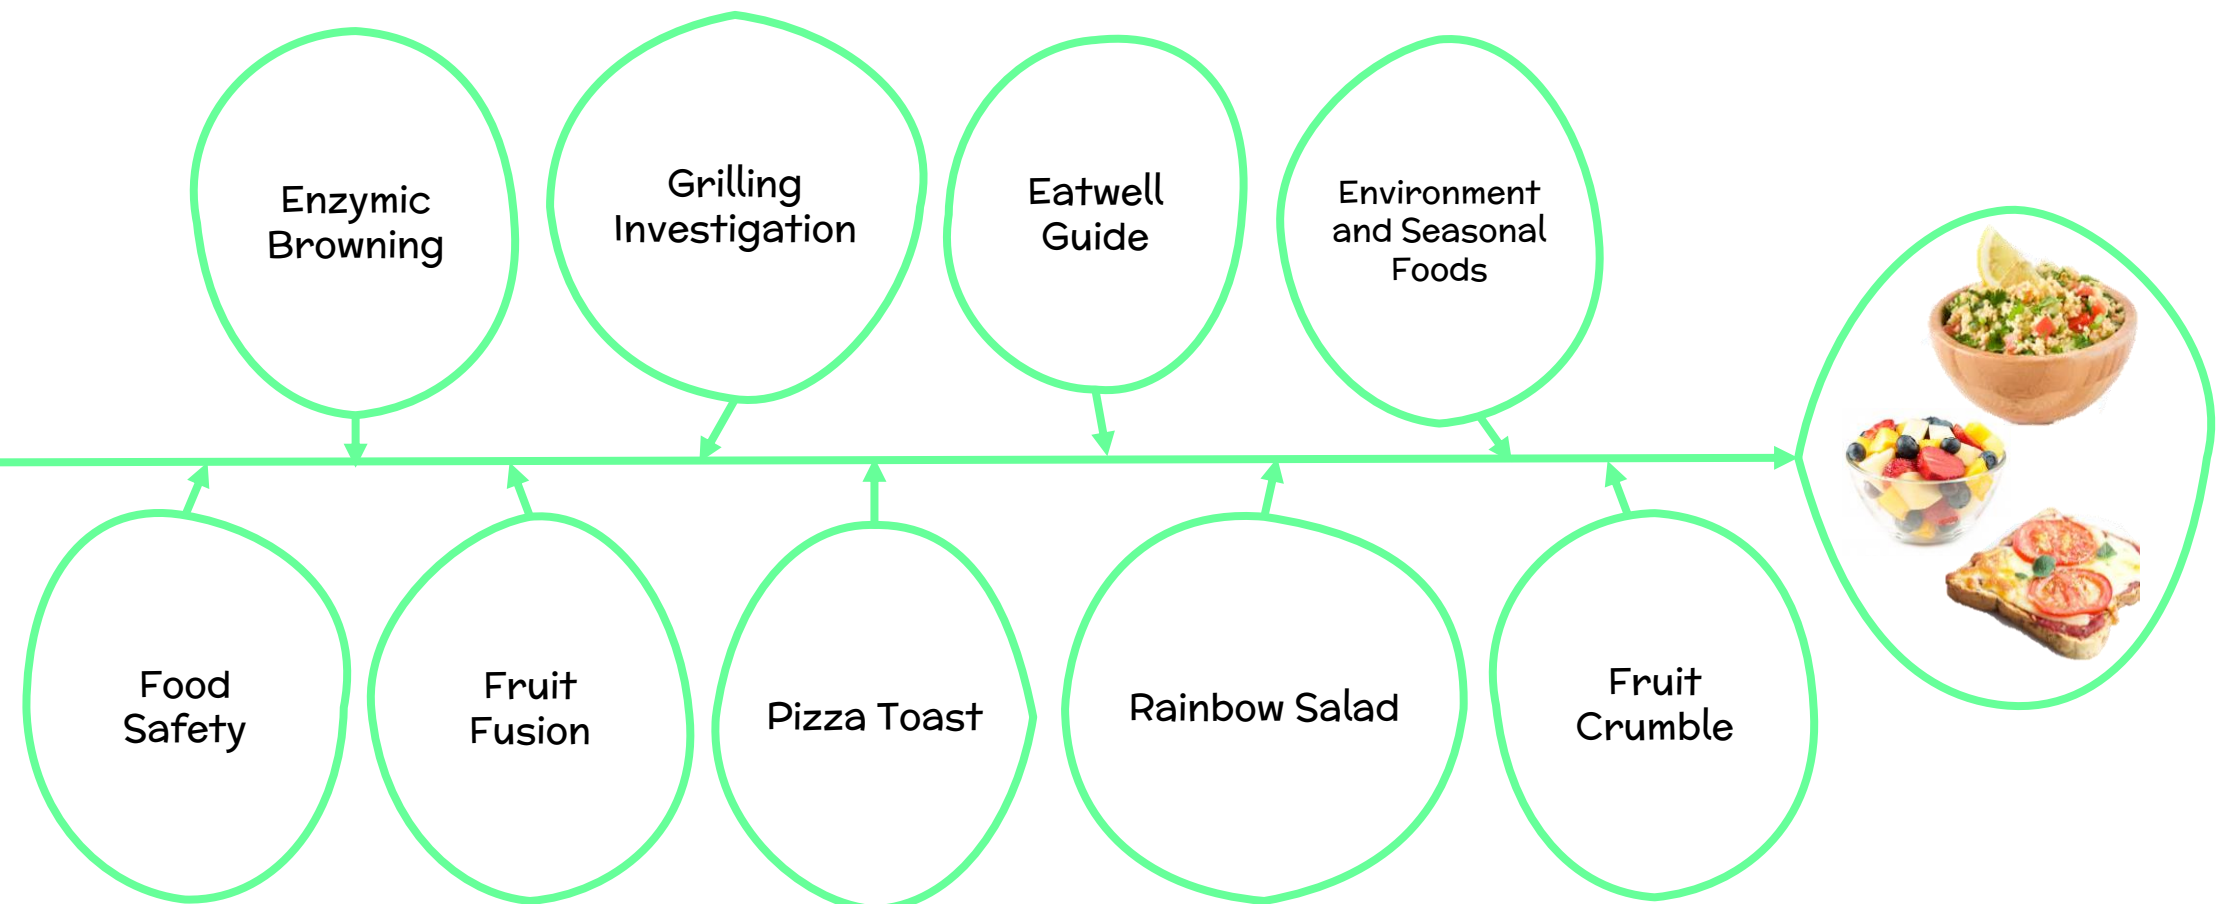 Enzymic
Browning
Grilling
Investigation
Eatwell
Guide
Environment
and Seasonal
Foods
Food
Safety
Fruit
Fusion
Pizza Toast
Rainbow Salad
Fruit
Crumble